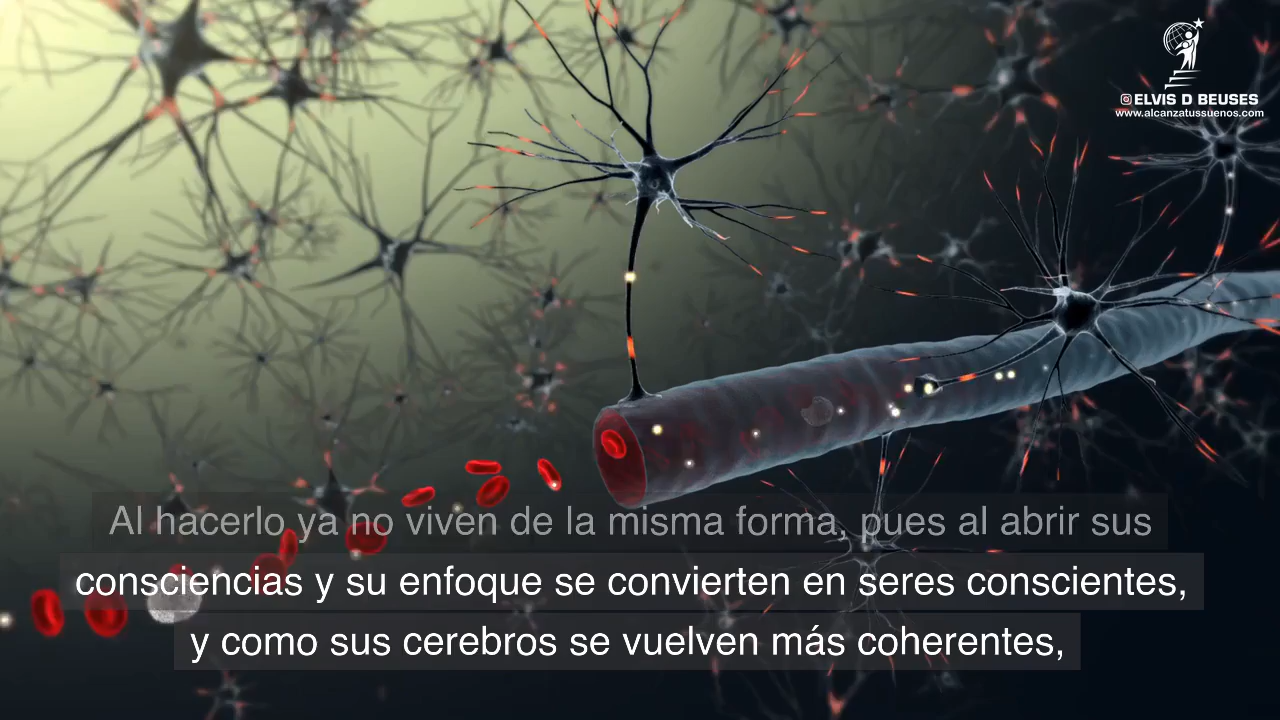 ELVIS D BEUSES
www.alcanzatussuenos.com
Al hacerlo ya no viven de la misma forma, pues al abrir sus
consciencias y su enfoque se convierten en seres conscientes,
y como sus cerebros se vuelven más coherentes,